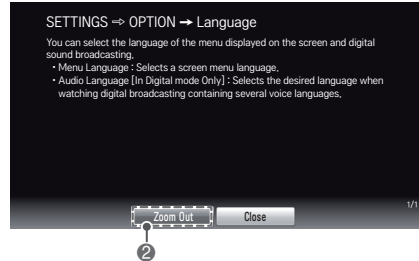 SETTINGS ⇨ OPTION ➙ Language
You can select the language of the menu displayed on the screen and digital
sound broadcasting.
• Menu Language : Selects a screen menu language.
• Audio Language [In Digital mode Only] : Selects the desired language when
watching digital broadcasting containing several voice languages.
1/1
Zoom Out Close
2